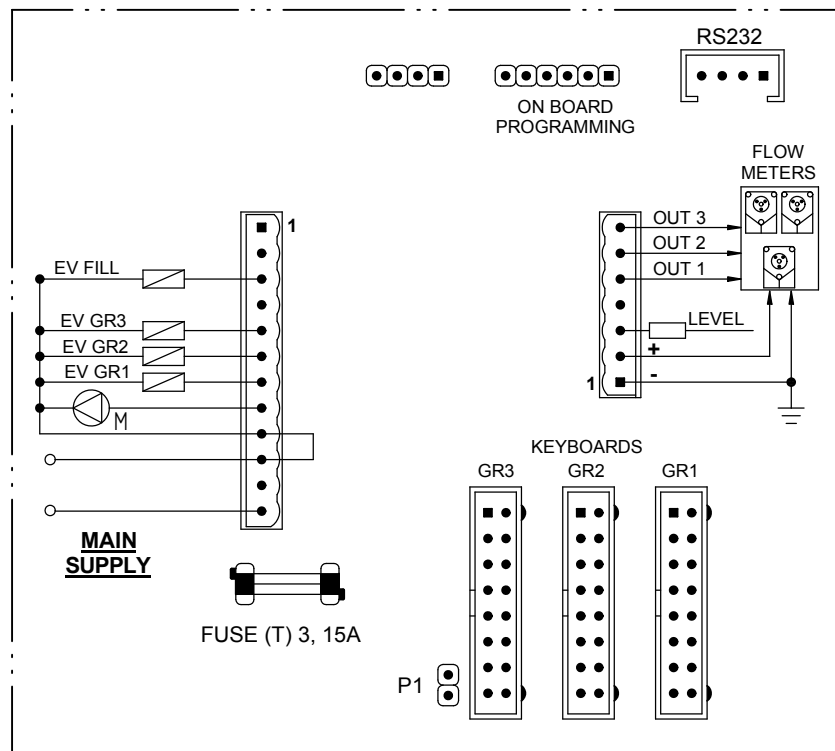 RS232
ON BOARD
PROGRAMMING
FLOW
METERS
1
OUT 3
OUT 2
OUT 1
EV FILL
LEVEL
EV GR3
EV GR2
+
EV GR1
1
-
M
KEYBOARDS
GR3 GR2 GR1
MAIN
SUPPLY
FUSE (T) 3, 15A
P1